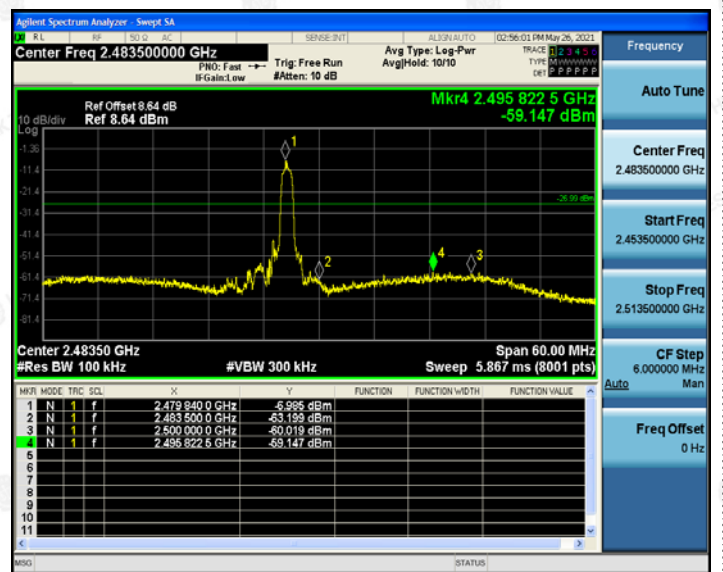 Agilent Spectrum Analyzer - Swept SA
RL RF 50 Ω AC SENSE:INT ALIGNAUTO 02:56:01 PM May 26, 2021
Center Freq 2.483500000 GHz
PNO: Fast
IFGain:Low
Trig: Free Run
#Atten: 10 dB
Avg Type: Log-Pwr
Avg|Hold: 10/10
TRACE 1 2 3 4 5 6
TYPE MWWWWW
DET P P P P P P
Frequency
Auto Tune
Center Freq
2.483500000 GHz
Start Freq
2.453500000 GHz
Stop Freq
2.513500000 GHz
CF Step
6.000000 MHz
Auto Man
Freq Offset
0 Hz
Mkr4 2.495 822 5 GHz
-59.147 dBm
Ref Offset 8.64 dB
10 dB/div Ref 8.64 dBm
Log
-1.36
-11.4
-21.4
-31.4
-41.4
-51.4
-61.4
-71.4
-81.4
-26.99 dBm
1
2
3
4
Center 2.48350 GHz Span 60.00 MHz
#Res BW 100 kHz #VBW 300 kHz Sweep 5.867 ms (8001 pts)
MKR MODE TRC SCL X Y FUNCTION FUNCTION WIDTH FUNCTION VALUE
1 N 1 f 2.479 840 0 GHz -6.985 dBm
2 N 1 f 2.483 500 0 GHz -63.199 dBm
3 N 1 f 2.500 000 0 GHz -60.019 dBm
4 N 1 f 2.495 822 5 GHz -59.147 dBm
5
6
7
8
9
10
11
MSG STATUS